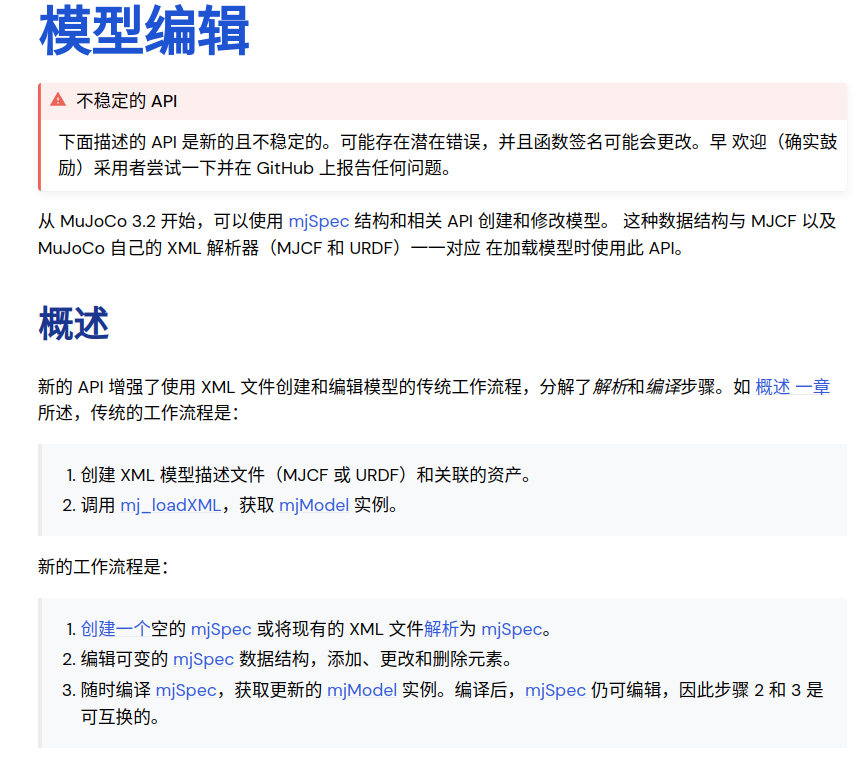 模型编辑
不稳定的 API
下面描述的 API 是新的且不稳定的。可能存在潜在错误，并且函数签名可能会更改。早 欢迎（确实鼓
励）采用者尝试一下并在 GitHub 上报告任何问题。
从 MuJoCo 3.2 开始，可以使用 mjSpec 结构和相关 API 创建和修改模型。 这种数据结构与 MJCF 以及
MuJoCo 自己的 XML 解析器（MJCF 和 URDF）一一对应 在加载模型时使用此 API。
概述
新的 API 增强了使用 XML 文件创建和编辑模型的传统工作流程，分解了解析和编译步骤。如 概述 一章
所述，传统的工作流程是：
1. 创建 XML 模型描述文件（MJCF 或 URDF）和关联的资产。
2. 调用 mj_loadXML，获取 mjModel 实例。
新的工作流程是：
1. 创建一个空的 mjSpec 或将现有的 XML 文件解析为 mjSpec。
2. 编辑可变的 mjSpec 数据结构，添加、更改和删除元素。
3. 随时编译 mjSpec，获取更新的 mjModel 实例。编译后，mjSpec 仍可编辑，因此步骤 2 和 3 是
可互换的。